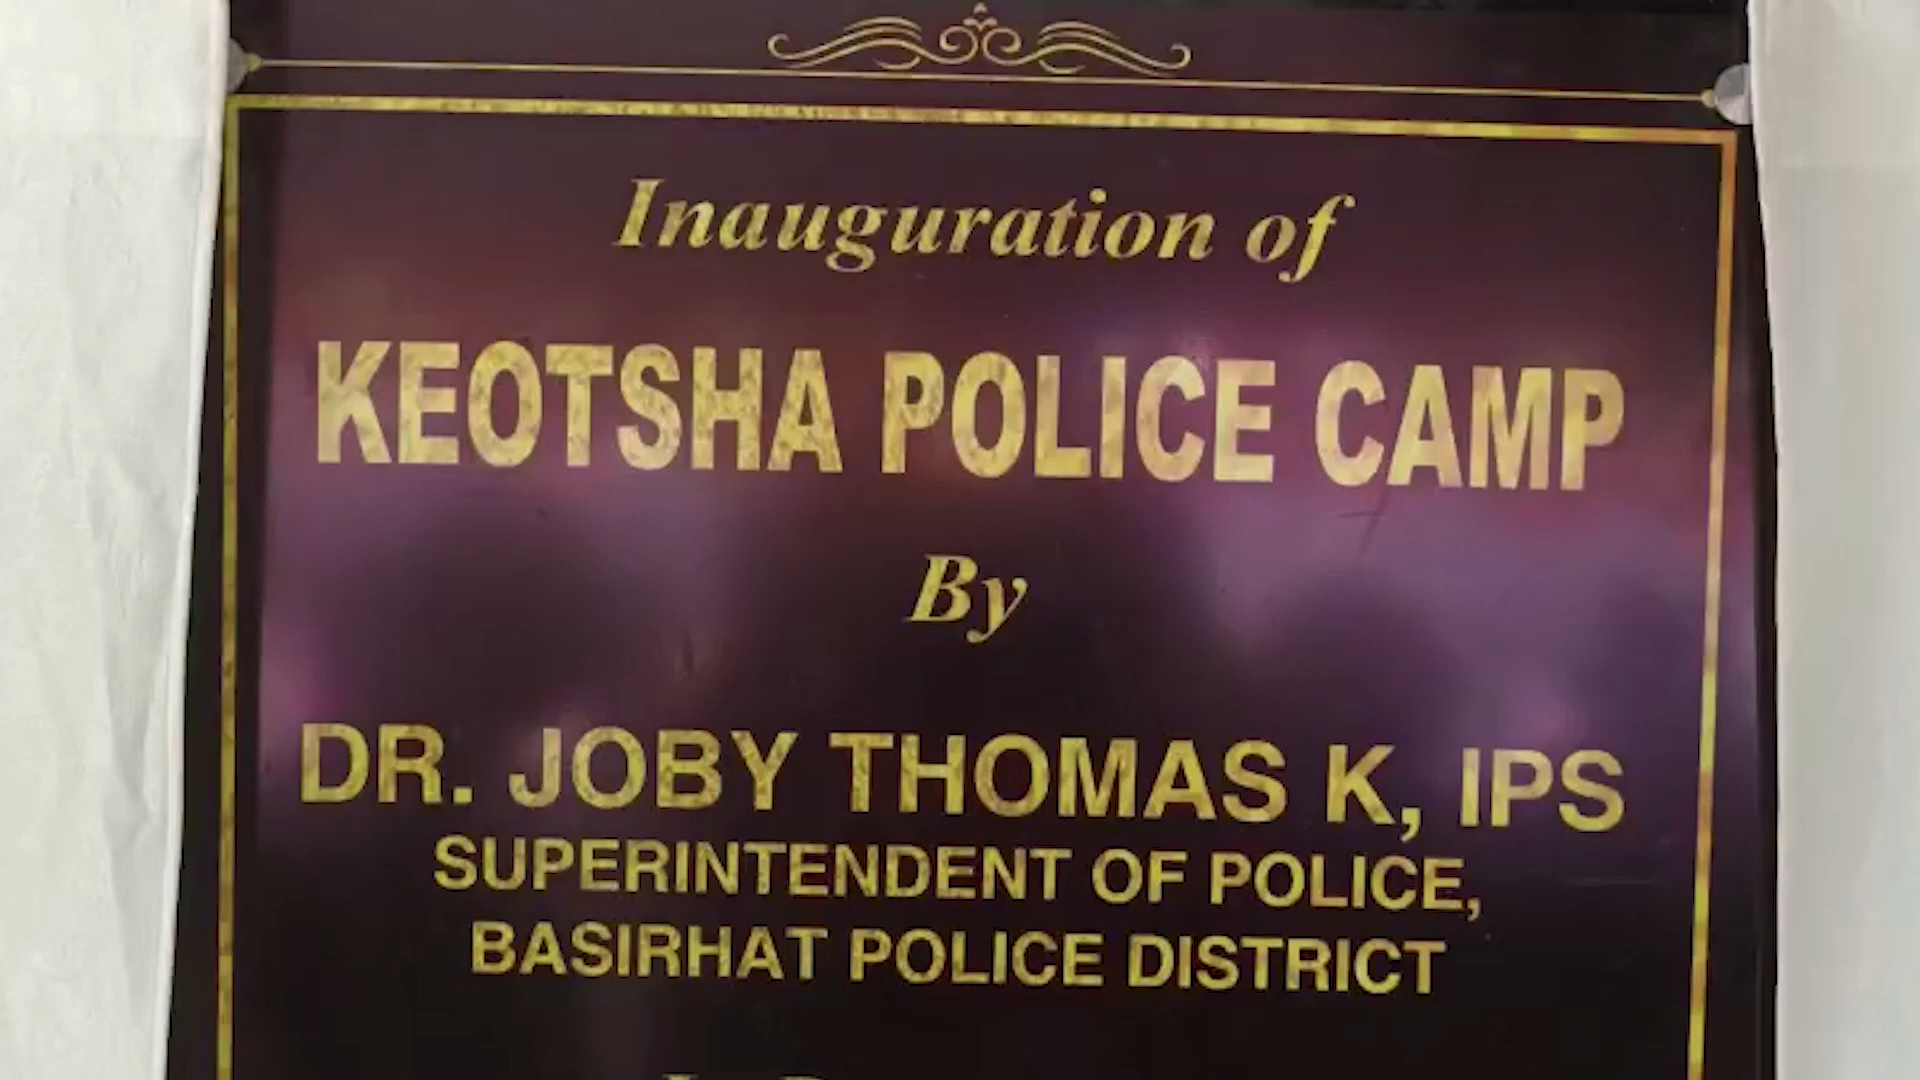 Inauguration of
KEOTSHA POLICE CAMP
By
DR. JOBY THOMAS K, IPS
SUPERINTENDENT OF POLICE,
BASIRHAT POLICE DISTRICT